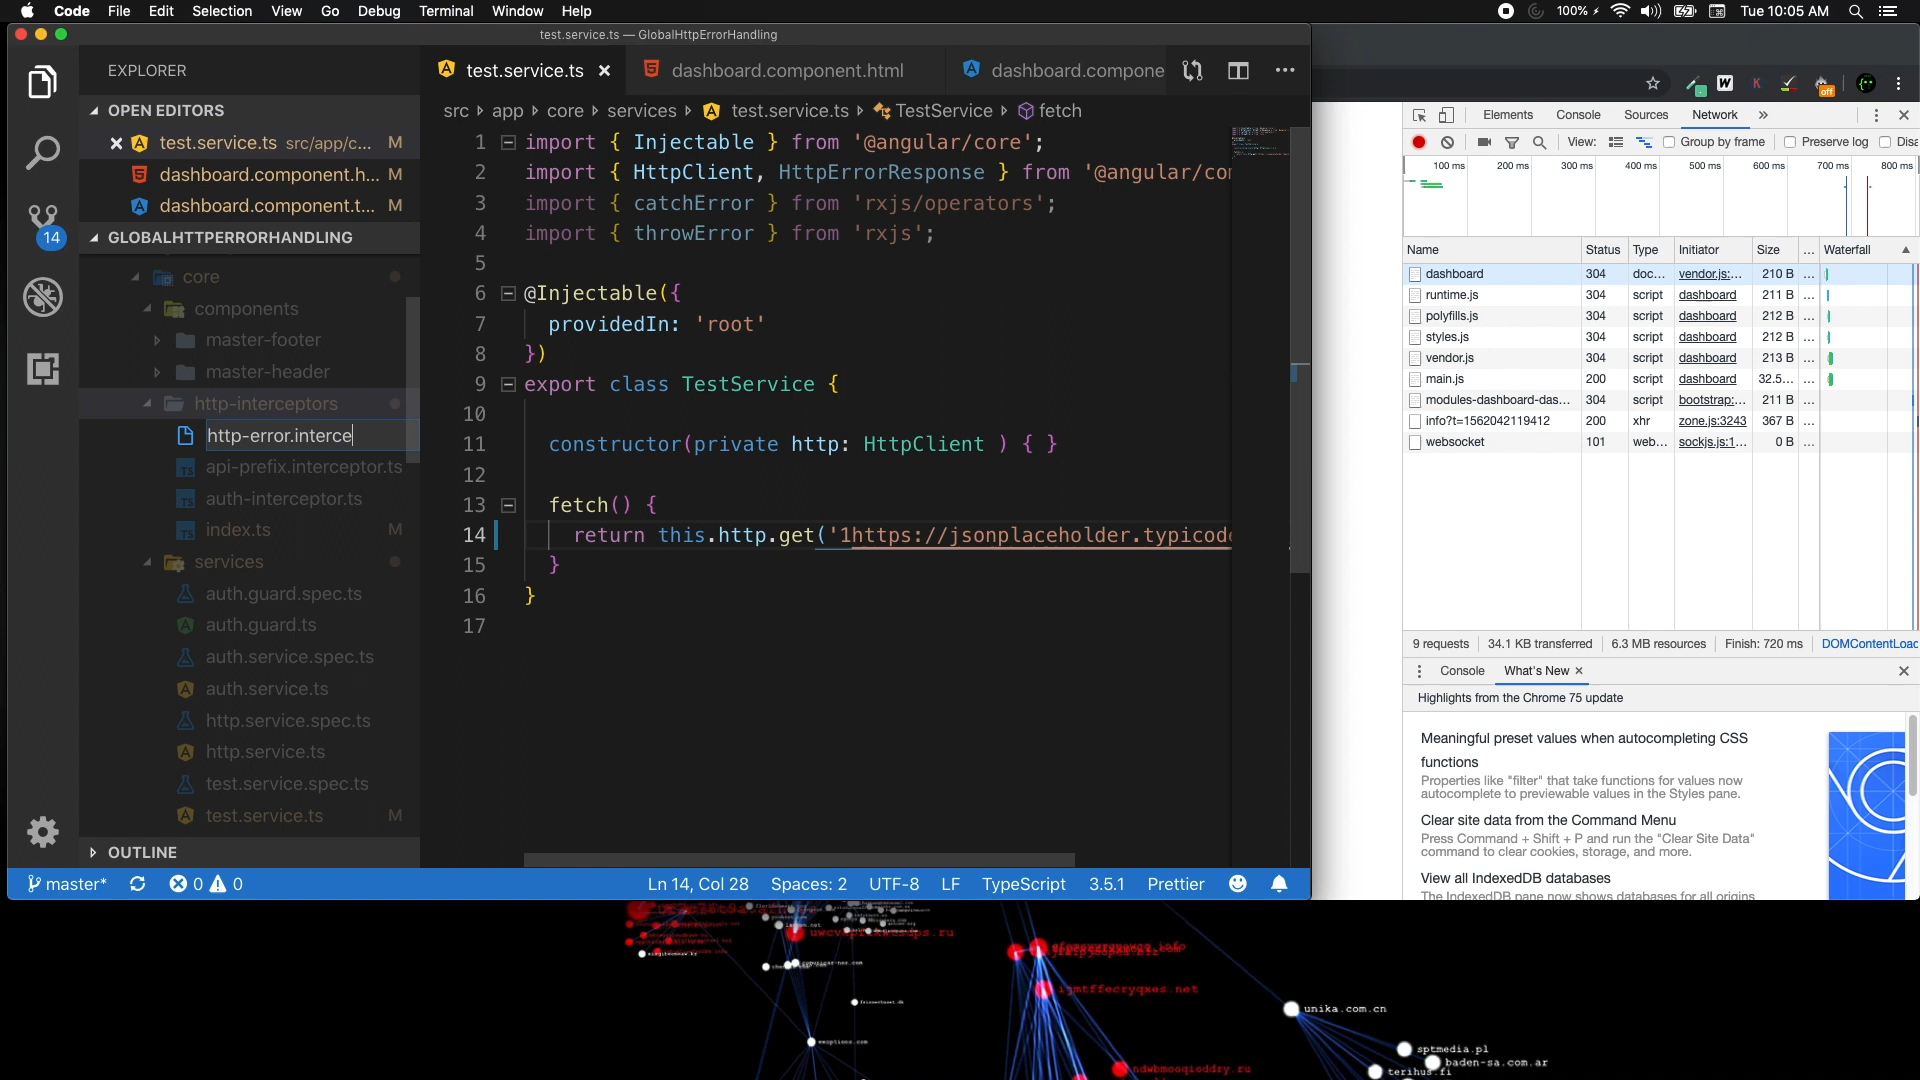 Code File Edit Selection View Go Debug Terminal Window Help
100% Tue 10:05 AM
test.service.ts — GlobalHttpErrorHandling
EXPLORER
OPEN EDITORS
test.service.ts src/app/c... M
dashboard.component.h... M
dashboard.component.t... M
14
GLOBALHTTPERRORHANDLING
core
components
master-footer
master-header
http-interceptors
http-error.interce
api-prefix.interceptor.ts
auth-interceptor.ts
index.ts M
services
auth.guard.spec.ts
auth.guard.ts
auth.service.spec.ts
auth.service.ts
http.service.spec.ts
http.service.ts
test.service.spec.ts
test.service.ts M
OUTLINE
test.service.ts dashboard.component.html dashboard.compone
src app core services test.service.ts TestService fetch
1 import { Injectable } from '@angular/core';
2 import { HttpClient, HttpErrorResponse } from '@angular/co
3 import { catchError } from 'rxjs/operators';
4 import { throwError } from 'rxjs';
5
6 @Injectable({
7 providedIn: 'root'
8 })
9 export class TestService {
10
11 constructor(private http: HttpClient ) { }
12
13 fetch() {
14 return this.http.get('1https://jsonplaceholder.typicod
15 }
16 }
17
master* 0 0 Ln 14, Col 28 Spaces: 2 UTF-8 LF TypeScript 3.5.1 Prettier
W K off
Elements Console Sources Network
View: Group by frame Preserve log Disa
100 ms 200 ms 300 ms 400 ms 500 ms 600 ms 700 ms 800 ms
Name Status Type Initiator Size ... Waterfall
dashboard 304 doc... vendor.js:... 210 B ...
runtime.js 304 script dashboard 211 B ...
polyfills.js 304 script dashboard 212 B ...
styles.js 304 script dashboard 212 B ...
vendor.js 304 script dashboard 213 B ...
main.js 200 script dashboard 32.5... ...
modules-dashboard-das... 304 script bootstrap:... 211 B ...
info?t=1562042119412 200 xhr zone.js:3243 367 B ...
websocket 101 web... sockjs.js:1... 0 B ...
9 requests 34.1 KB transferred 6.3 MB resources Finish: 720 ms DOMContentLoad
Console What's New
Highlights from the Chrome 75 update
Meaningful preset values when autocompleting CSS
functions
Properties like "filter" that take functions for values now
autocomplete to previewable values in the Styles pane.
Clear site data from the Command Menu
Press Command + Shift + P and run the "Clear Site Data"
command to clear cookies, storage, and more.
View all IndexedDB databases
The IndexedDB pane now shows databases for all origins
ijmtffecryqxes.net
unika.com.cn
sptmedia.pl
baden-sa.com.ar
terihus.fi
ndwbmooqioddry.ru